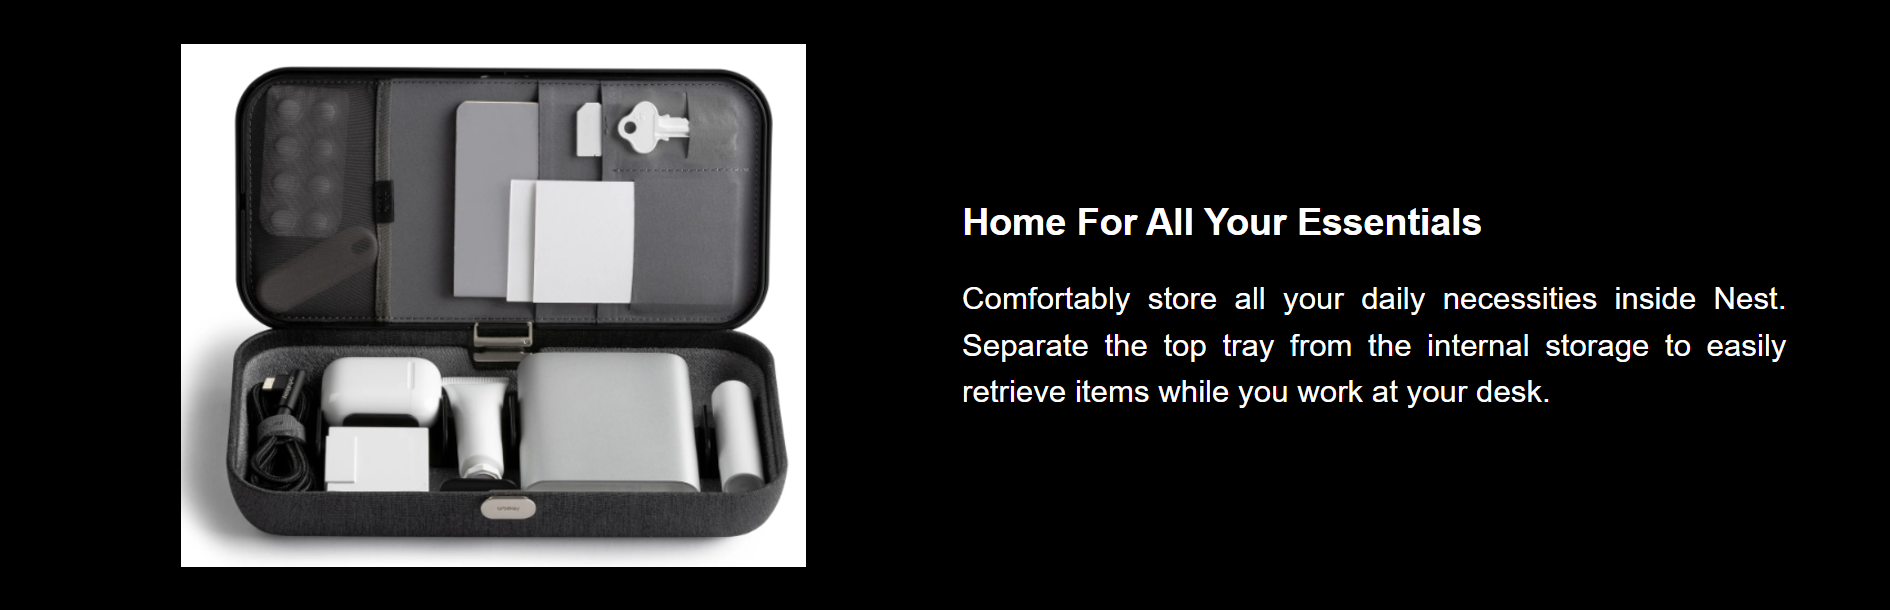 Home For All Your Essentials
Comfortably store all your daily necessities inside Nest.
Separate the top tray from the internal storage to easily
retrieve items while you work at your desk.